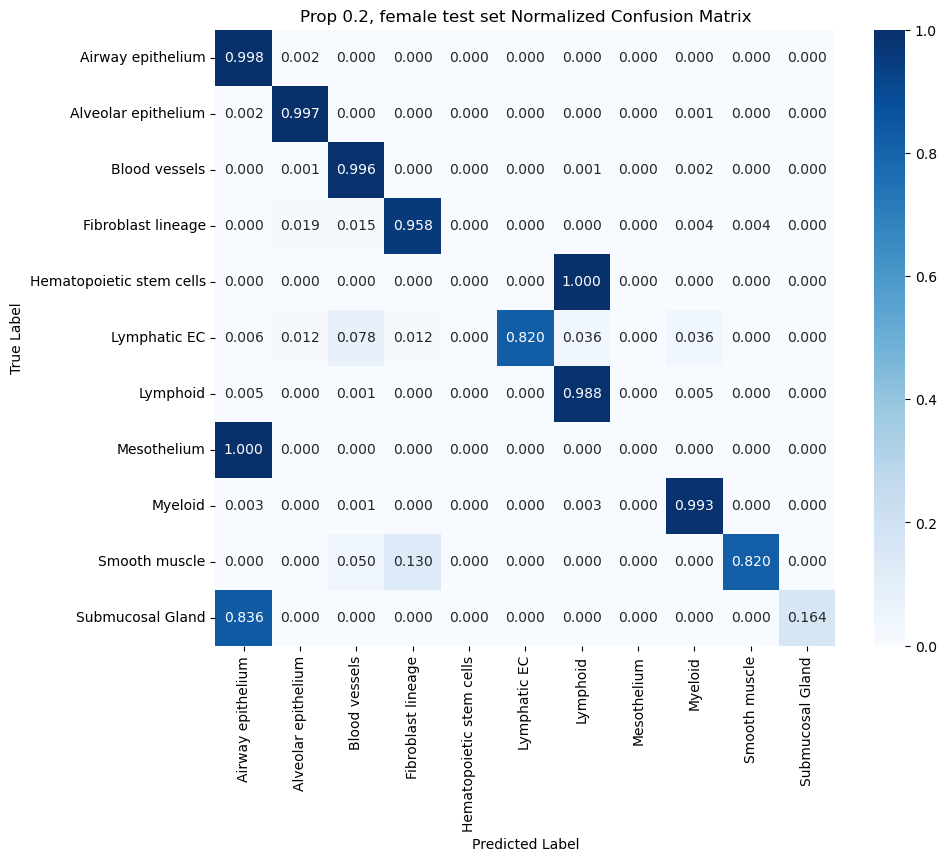 Prop 0.2, female test set Normalized Confusion Matrix
True Label
Airway epithelium 0.998 0.002 0.000 0.000 0.000 0.000 0.000 0.000 0.000 0.000 0.000
Alveolar epithelium 0.002 0.997 0.000 0.000 0.000 0.000 0.000 0.000 0.001 0.000 0.000
Blood vessels 0.000 0.001 0.996 0.000 0.000 0.000 0.001 0.000 0.002 0.000 0.000
Fibroblast lineage 0.000 0.019 0.015 0.958 0.000 0.000 0.000 0.000 0.004 0.004 0.000
Hematopoietic stem cells 0.000 0.000 0.000 0.000 0.000 0.000 1.000 0.000 0.000 0.000 0.000
Lymphatic EC 0.006 0.012 0.078 0.012 0.000 0.820 0.036 0.000 0.036 0.000 0.000
Lymphoid 0.005 0.000 0.001 0.000 0.000 0.000 0.988 0.000 0.005 0.000 0.000
Mesothelium 1.000 0.000 0.000 0.000 0.000 0.000 0.000 0.000 0.000 0.000 0.000
Myeloid 0.003 0.000 0.001 0.000 0.000 0.000 0.003 0.000 0.993 0.000 0.000
Smooth muscle 0.000 0.000 0.050 0.130 0.000 0.000 0.000 0.000 0.000 0.820 0.000
Submucosal Gland 0.836 0.000 0.000 0.000 0.000 0.000 0.000 0.000 0.000 0.000 0.164
Airway epithelium
Alveolar epithelium
Blood vessels
Fibroblast lineage
Hematopoietic stem cells
Lymphatic EC
Lymphoid
Mesothelium
Myeloid
Smooth muscle
Submucosal Gland
Predicted Label
1.0
0.8
0.6
0.4
0.2
0.0